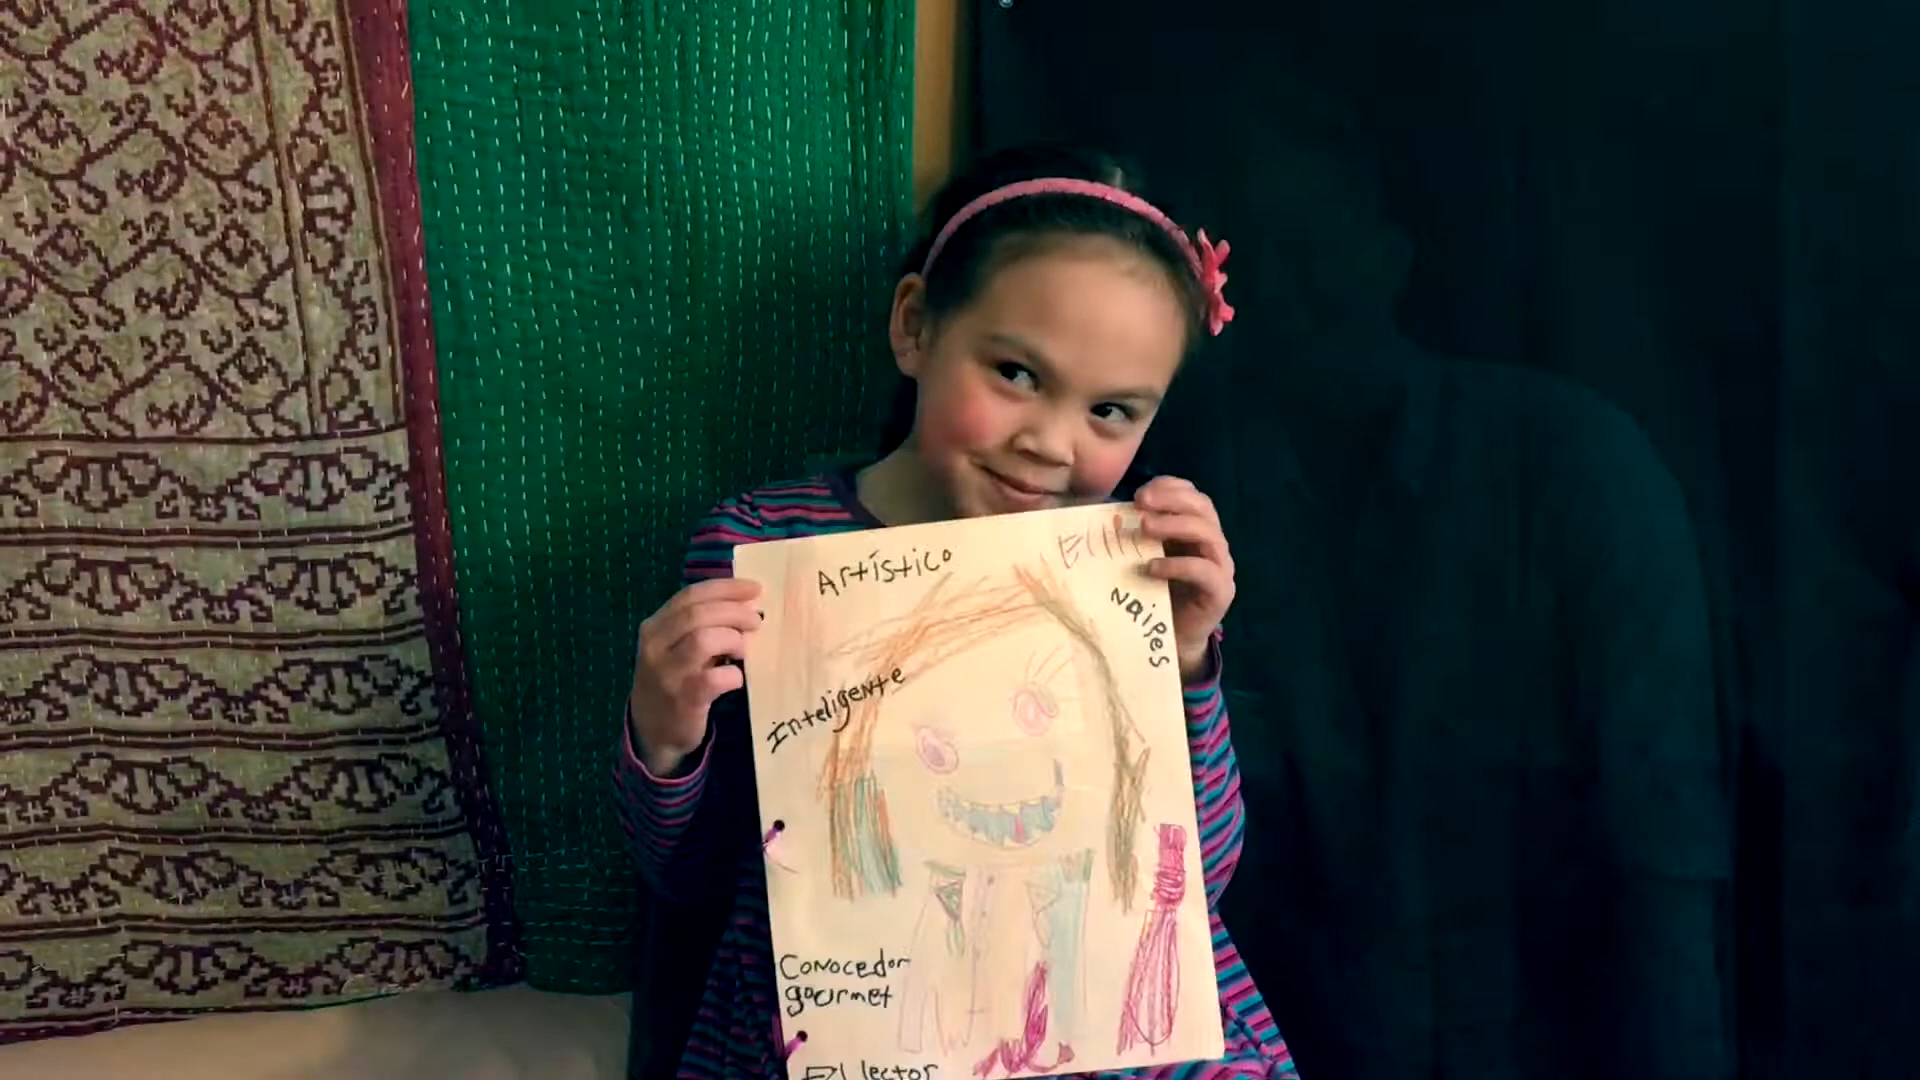 Artístico
Naipes
Inteligente
Conocedor
gourmet
El lector